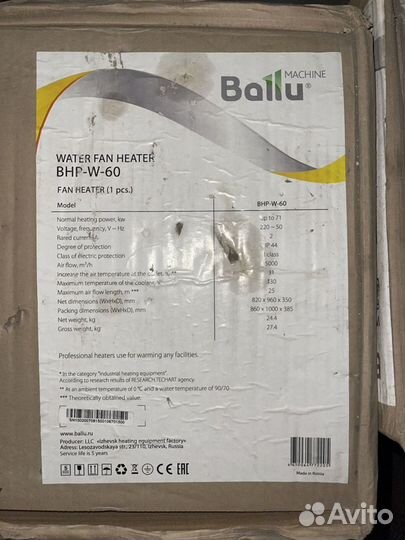 Ballu® MACHINE
WATER FAN HEATER
BHP-W-60
FAN HEATER (1 pcs.)
Model BHP-W-60
Normal heating power, kw up to 71
Voltage, frequency, V ~ Hz 220 ~ 50
Rated current, 2
Degree of protection IP 44
Class of electric protection I class
Air flow, m³/h 5000
Increase the air temperature at the outlet, ** 31
Maximum temperature of the coolant, 130
Maximum air flow length, m *** 25
Net dimensions (WxHxD), mm 820 x 960 x 350
Packing dimensions (WxHxD), mm 860 x 1000 x 385
Net weight, kg 24.4
Gross weight, kg 27.4
Professional heaters use for warming any facilities.
* In the category "industrial heating equipment".
According to research results of RESEARCH.TECHART agency
** At an ambient temperature of 0 °C and a water temperature of 90/70
*** Theoretically obtained value.
www.ballu.ru
Producer: LLC «Izhevsk heating equipment factory»
Address: Lesozavodskaya str., 23/110, Izhevsk, Russia
Service life is 5 years
CE EAC
Made in Russia
Avito